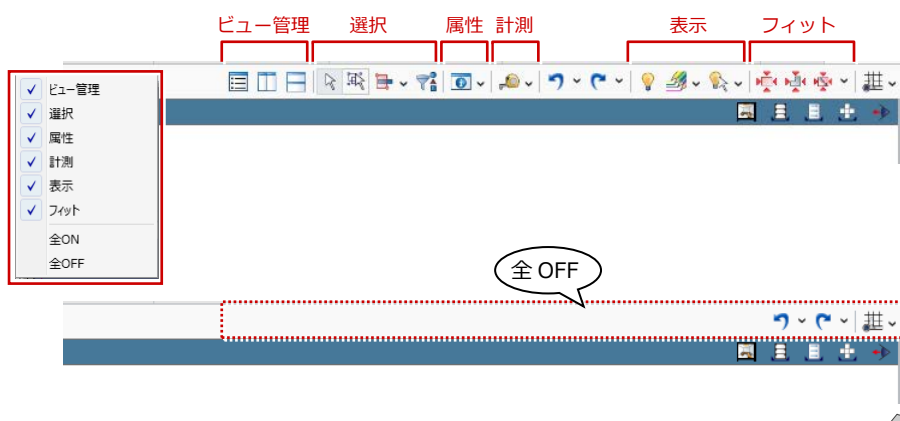 ビュー管理 選択 属性 計測 表示 フィット
ビュー管理
選択
属性
計測
表示
フィット
全ON
全OFF
全 OFF